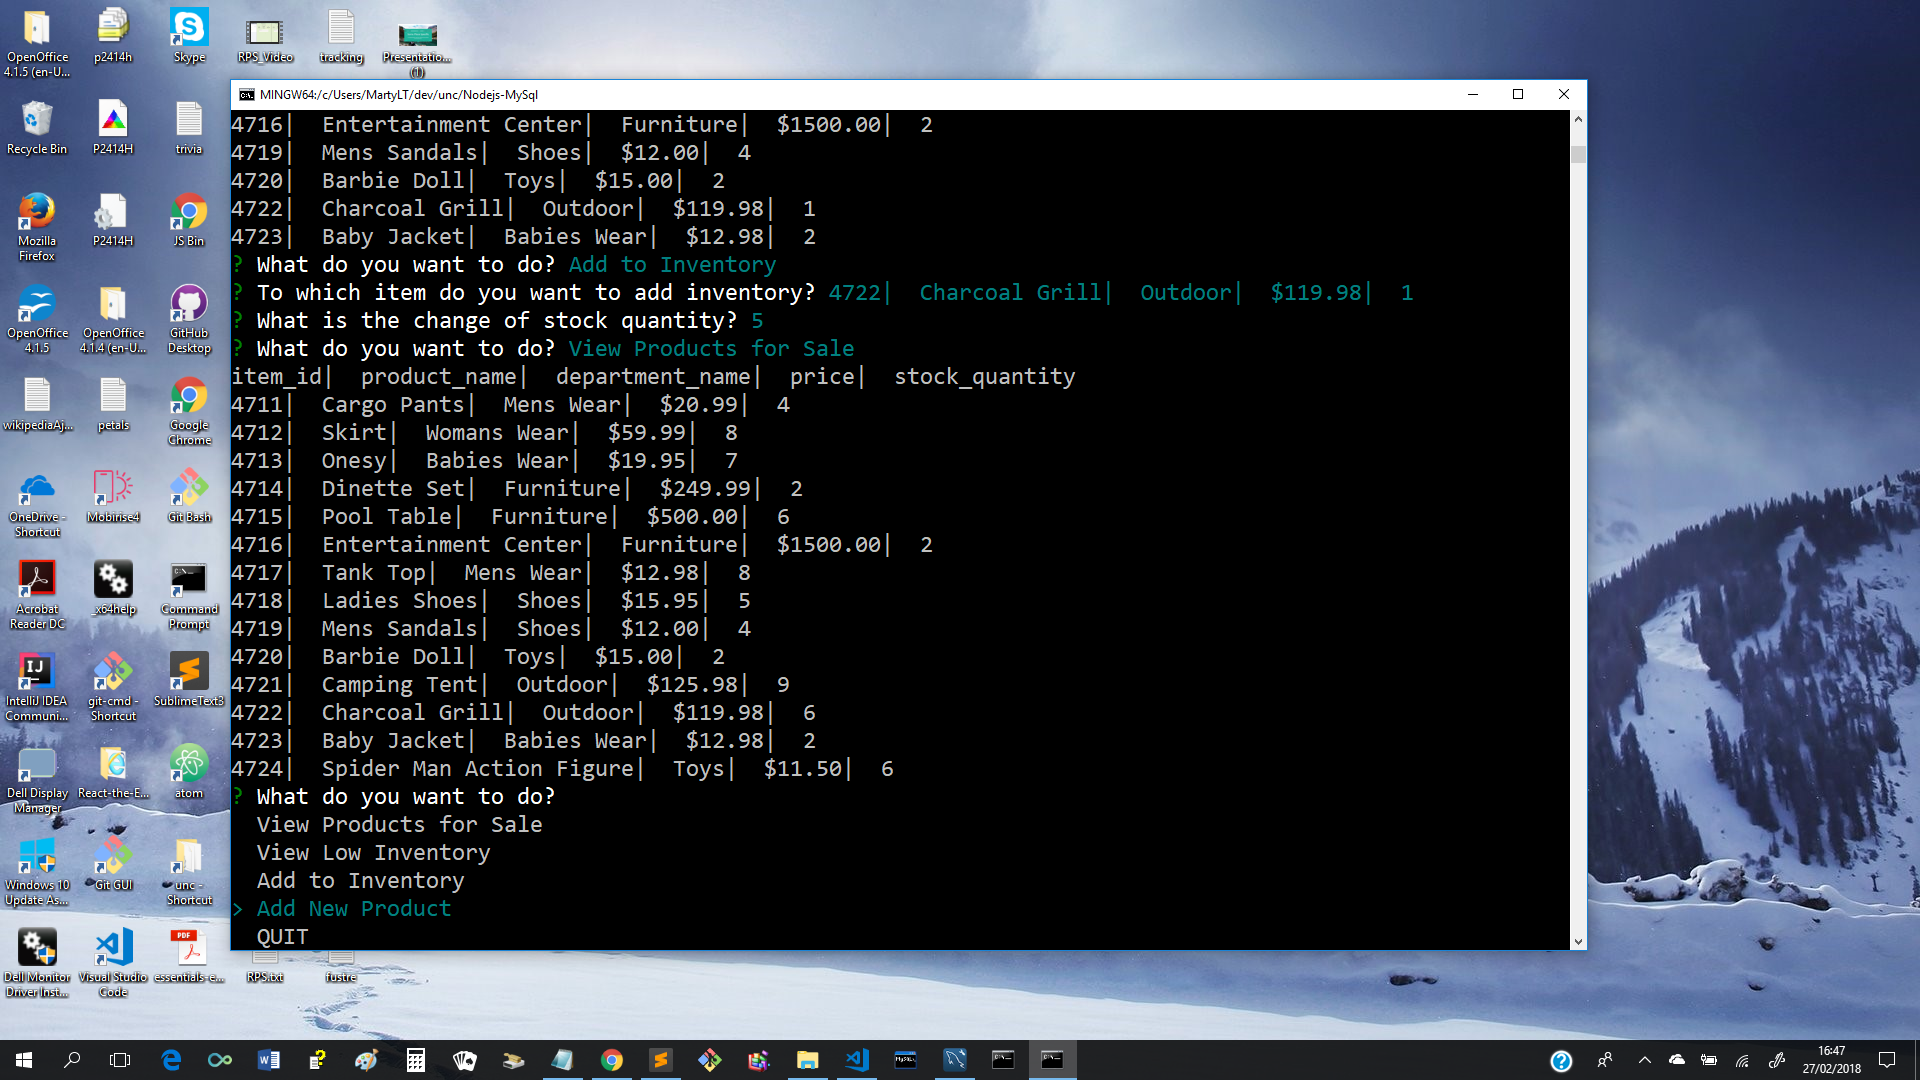 OpenOffice
4.1.5 (en-U...
p2414h
Skype
RPS_Video
tracking
Presentatio...
(1)
Recycle Bin
P2414H
trivia
Mozilla
Firefox
P2414H
JS Bin
OpenOffice
4.1.5
OpenOffice
4.1.4 (en-U...
GitHub
Desktop
wikipediaAj...
petals
Google
Chrome
OneDrive -
Shortcut
Mobirise4
Git Bash
Acrobat
Reader DC
_x64help
Command
Prompt
IntelliJ IDEA
Communi...
git-cmd -
Shortcut
SublimeText3
Dell Display
Manager
React-the-E...
atom
Windows 10
Update As...
Git GUI
unc -
Shortcut
Dell Monitor
Driver Inst...
Visual Studio
Code
essentials-e...
RPS.txt
fustre
MINGW64:/c/Users/MartyLT/dev/unc/Nodejs-MySql
4716|  Entertainment Center|  Furniture|  $1500.00|  2
4719|  Mens Sandals|  Shoes|  $12.00|  4
4720|  Barbie Doll|  Toys|  $15.00|  2
4722|  Charcoal Grill|  Outdoor|  $119.98|  1
4723|  Baby Jacket|  Babies Wear|  $12.98|  2
? What do you want to do? Add to Inventory
? To which item do you want to add inventory? 4722|  Charcoal Grill|  Outdoor|  $119.98|  1
? What is the change of stock quantity? 5
? What do you want to do? View Products for Sale
item_id|  product_name|  department_name|  price|  stock_quantity
4711|  Cargo Pants|  Mens Wear|  $20.99|  4
4712|  Skirt|  Womans Wear|  $59.99|  8
4713|  Onesy|  Babies Wear|  $19.95|  7
4714|  Dinette Set|  Furniture|  $249.99|  2
4715|  Pool Table|  Furniture|  $500.00|  6
4716|  Entertainment Center|  Furniture|  $1500.00|  2
4717|  Tank Top|  Mens Wear|  $12.98|  8
4718|  Ladies Shoes|  Shoes|  $15.95|  5
4719|  Mens Sandals|  Shoes|  $12.00|  4
4720|  Barbie Doll|  Toys|  $15.00|  2
4721|  Camping Tent|  Outdoor|  $125.98|  9
4722|  Charcoal Grill|  Outdoor|  $119.98|  6
4723|  Baby Jacket|  Babies Wear|  $12.98|  2
4724|  Spider Man Action Figure|  Toys|  $11.50|  6
? What do you want to do?
View Products for Sale
View Low Inventory
Add to Inventory
> Add New Product
QUIT
16:47
27/02/2018